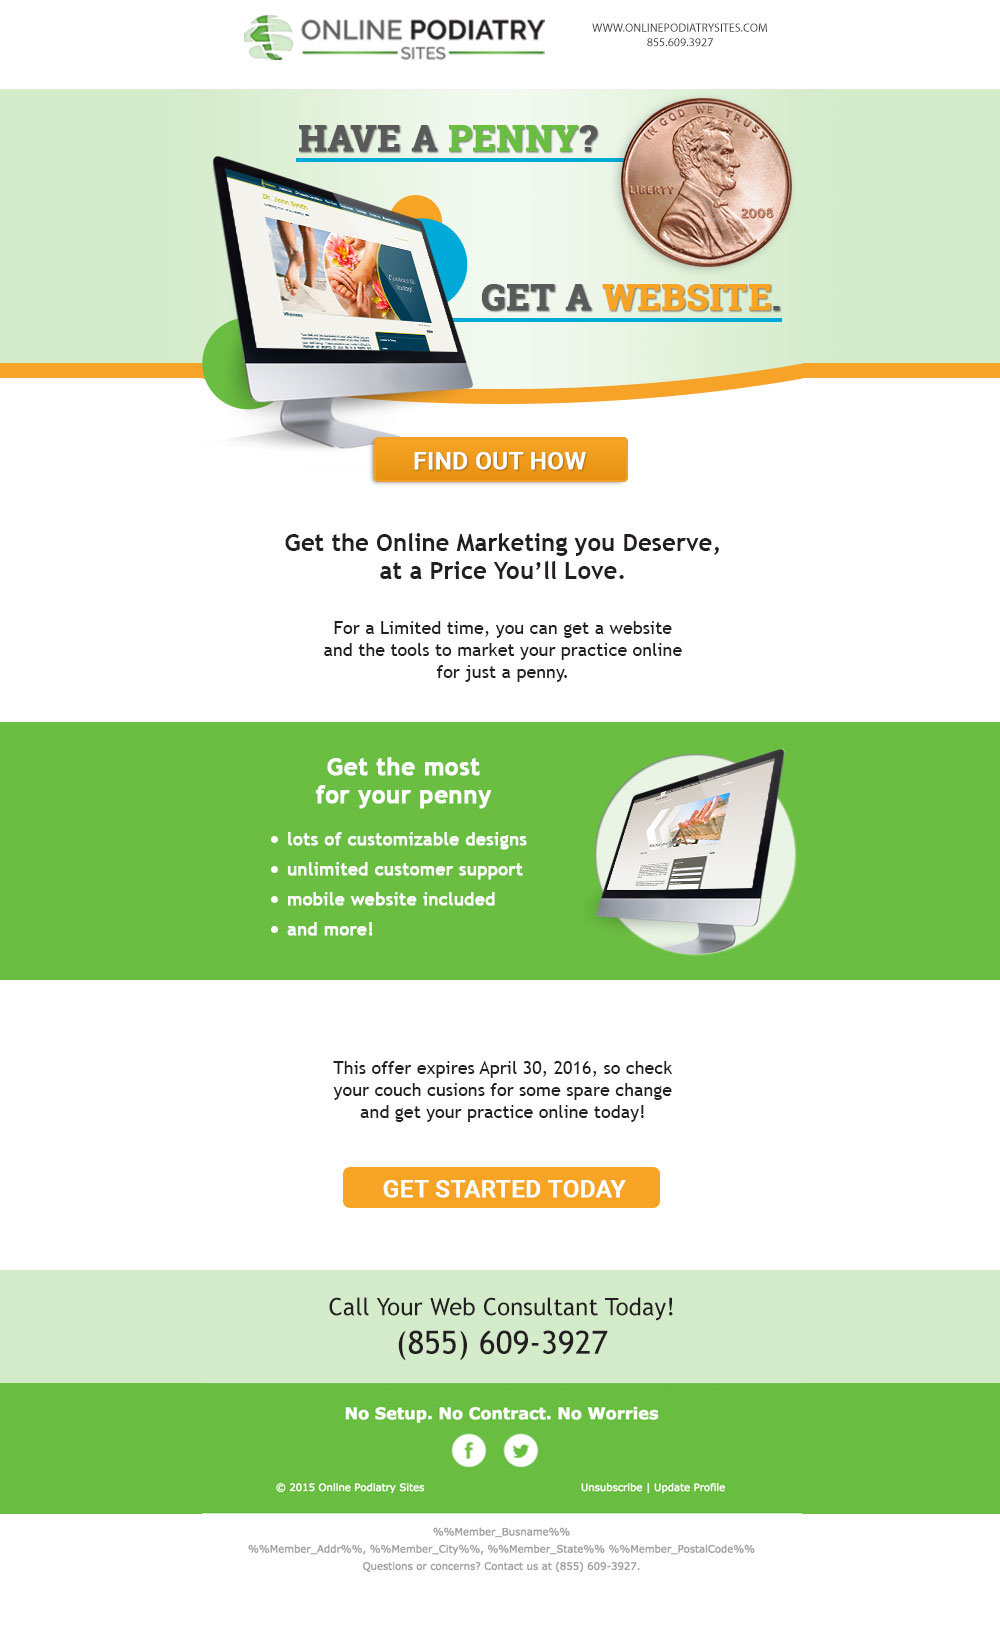 ONLINE PODIATRY
SITES
WWW.ONLINEPODIATRYSITES.COM
855.609.3927
HAVE A PENNY?
IN GOD WE TRUST
LIBERTY
2008
Dr. John Smith
Welcome
GET A WEBSITE.
FIND OUT HOW
Get the Online Marketing you Deserve,
at a Price You’ll Love.
For a Limited time, you can get a website
and the tools to market your practice online
for just a penny.
Get the most
for your penny
• lots of customizable designs
• unlimited customer support
• mobile website included
• and more!
This offer expires April 30, 2016, so check
your couch cusions for some spare change
and get your practice online today!
GET STARTED TODAY
Call Your Web Consultant Today!
(855) 609-3927
No Setup. No Contract. No Worries
© 2015 Online Podiatry Sites
Unsubscribe | Update Profile
%%Member_Busname%%
%%Member_Addr%%, %%Member_City%%, %%Member_State%% %%Member_PostalCode%%
Questions or concerns? Contact us at (855) 609-3927.